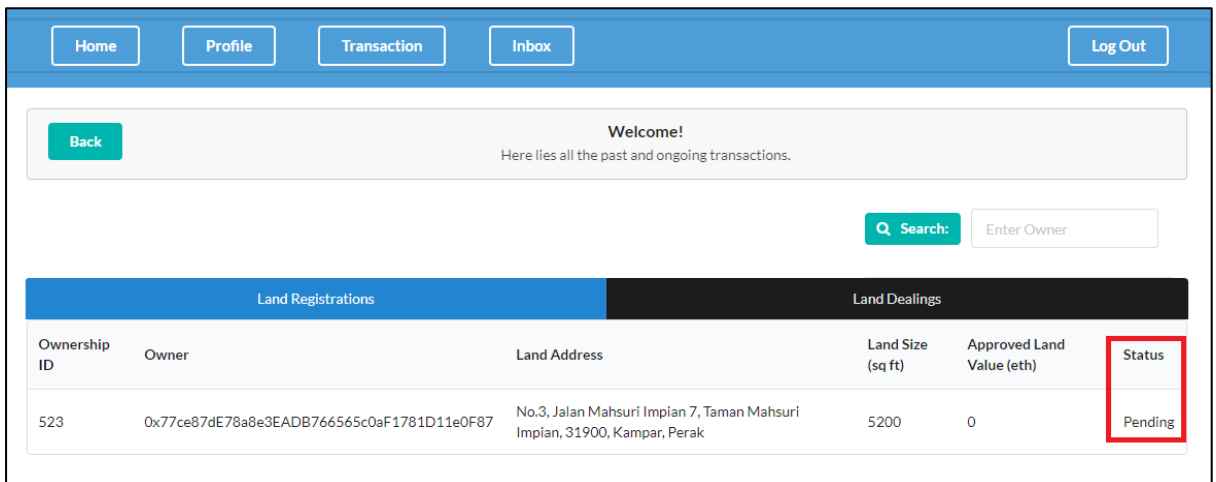 Home Profile Transaction Inbox Log Out
Back
Welcome!
Here lies all the past and ongoing transactions.
Search: Enter Owner
Land Registrations Land Dealings
Ownership ID Owner Land Address Land Size (sq ft) Approved Land Value (eth) Status
523 0x77ce87dE78a8e3EADB766565c0aF1781D11e0F87 No.3, Jalan Mahsuri Impian 7, Taman Mahsuri Impian, 31900, Kampar, Perak 5200 0 Pending